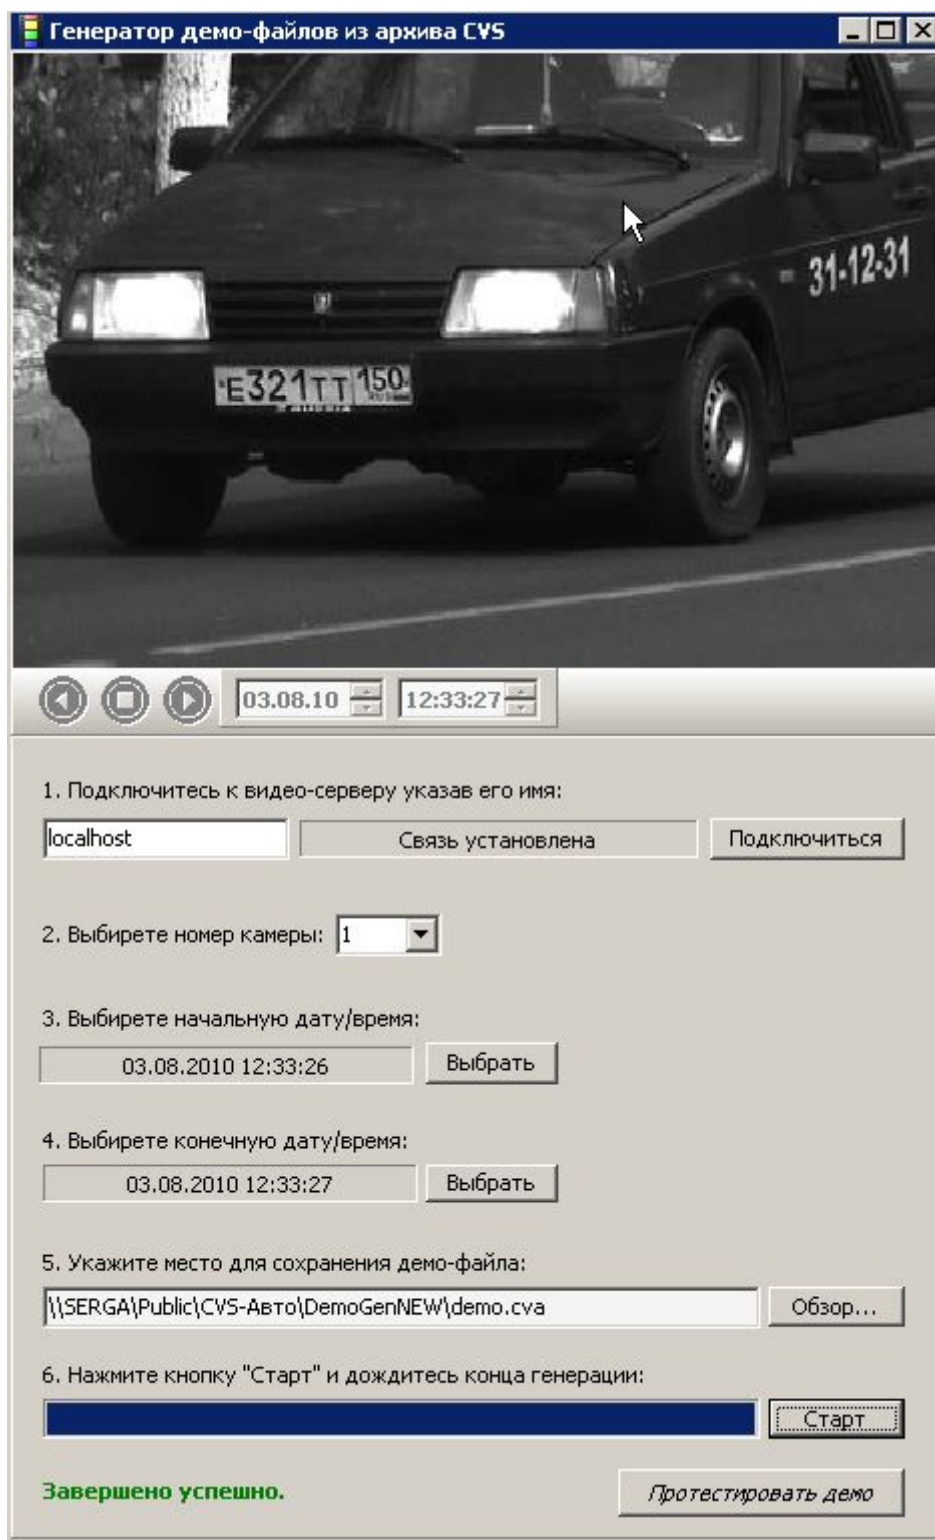 Генератор демо-файлов из архива CVS
31-12-31
E321TT 150
RUS
03.08.10 12:33:27
1. Подключитесь к видео-серверу указав его имя:
localhost Связь установлена Подключиться
2. Выбирете номер камеры: 1
3. Выбирете начальную дату/время:
03.08.2010 12:33:26 Выбрать
4. Выбирете конечную дату/время:
03.08.2010 12:33:27 Выбрать
5. Укажите место для сохранения демо-файла:
\\SERGA\Public\CVS-Авто\DemoGenNEW\demo.cva Обзор...
6. Нажмите кнопку "Старт" и дождитесь конца генерации:
Старт
Завершено успешно. Протестировать демо